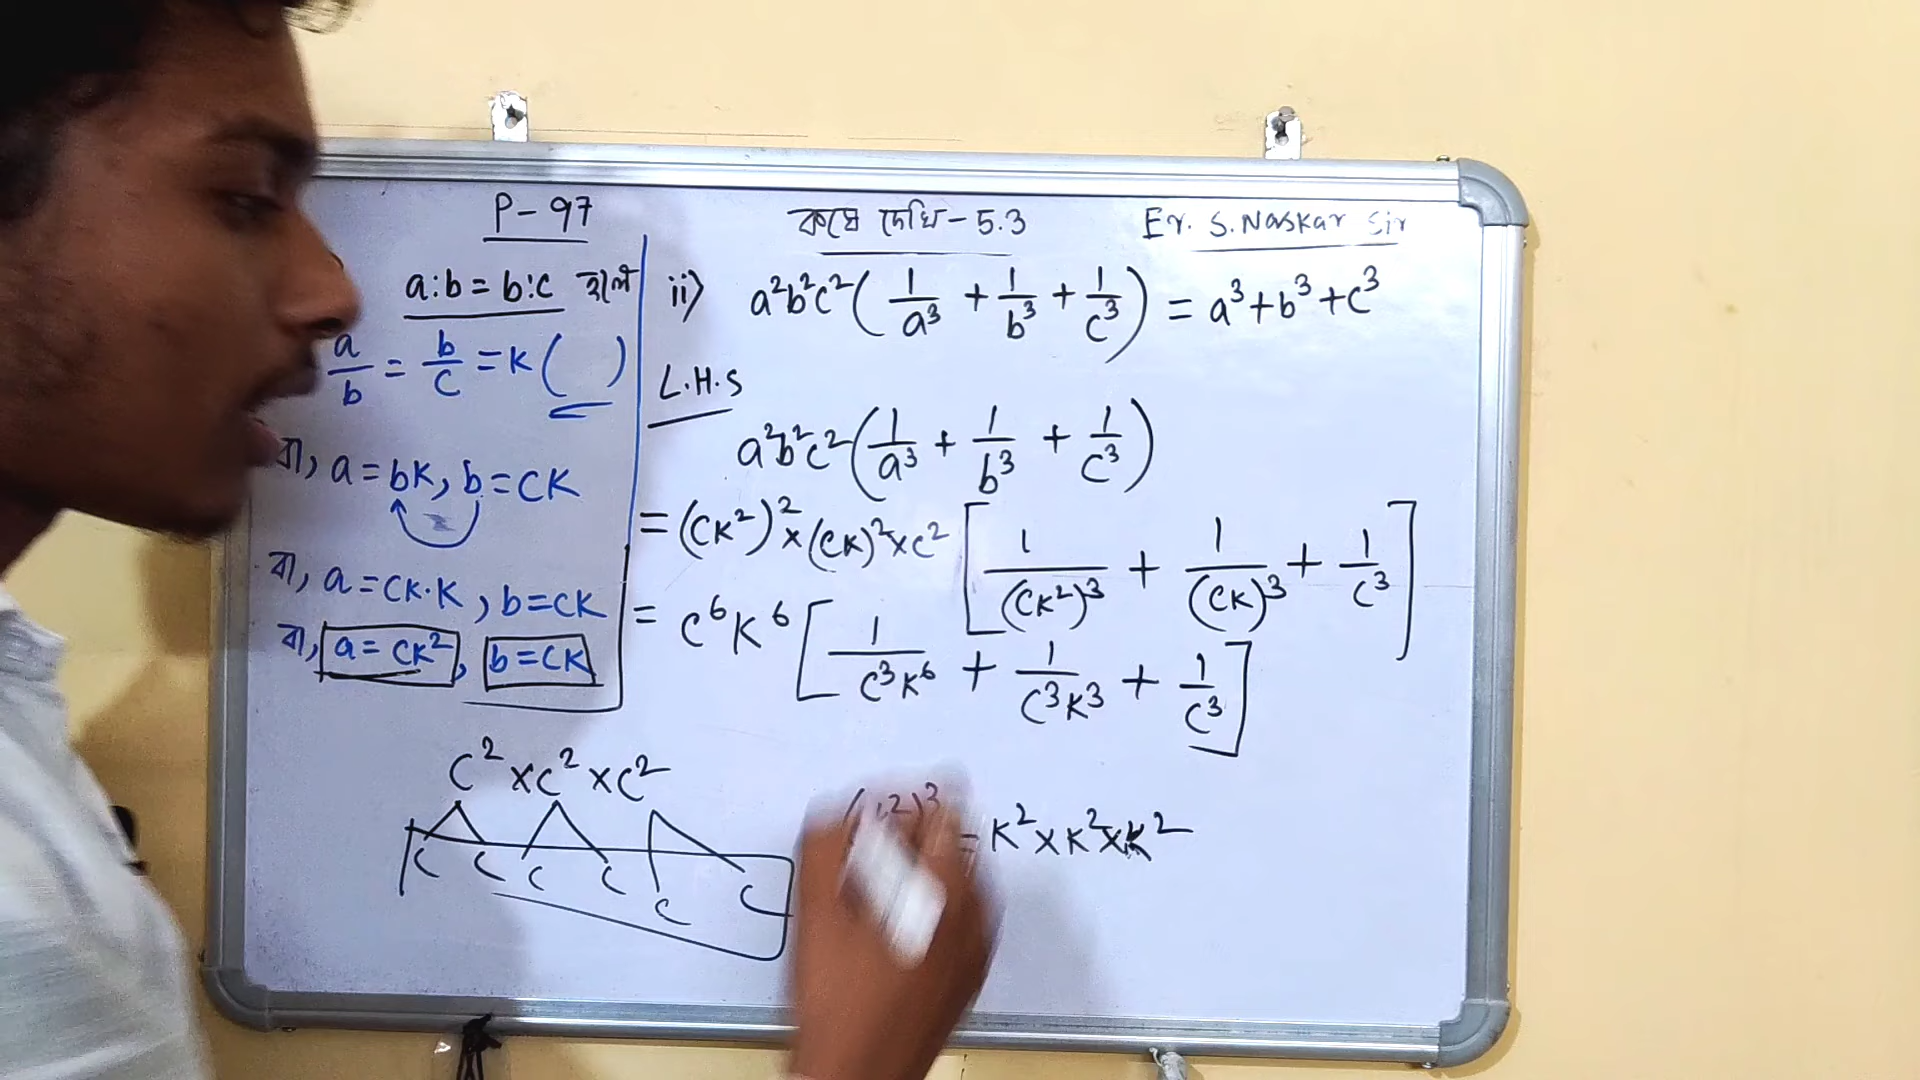 P-97
কষে দেখি-5.3
Er. S. Naskar Sir
a:b = b:c হলে
a/b = b/c = K ( )
বা, a = bK, b = CK
বা, a = CK·K, b = CK
বা, a = CK², b = CK
ii) a²b²c²(1/a³ + 1/b³ + 1/c³) = a³+b³+c³
L.H.S
a²b²c²(1/a³ + 1/b³ + 1/c³)
= (CK²)² × (CK)² × C² [1/(CK²)³ + 1/(CK)³ + 1/C³]
= C⁶K⁶ [1/C³K⁶ + 1/C³K³ + 1/C³]
C² × C² × C²
C C C C C C
= K² × K² × K²